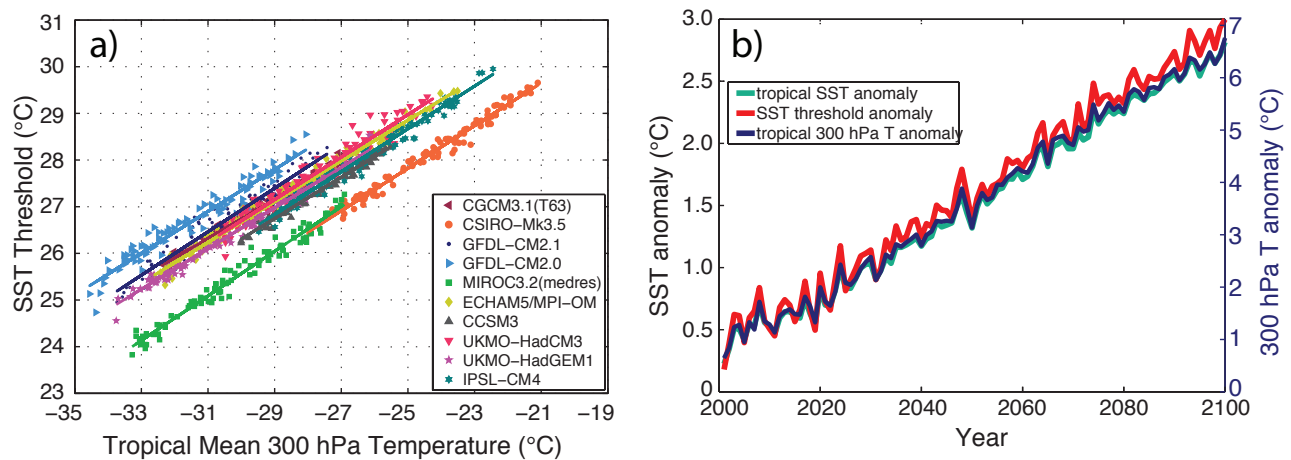 a)
SST Threshold (°C)
31
30
29
28
27
26
25
24
23
−35
−33
−31
−29
−27
−25
−23
−21
−19
Tropical Mean 300 hPa Temperature (°C)
CGCM3.1(T63)
CSIRO−Mk3.5
GFDL−CM2.1
GFDL−CM2.0
MIROC3.2(medres)
ECHAM5/MPI−OM
CCSM3
UKMO−HadCM3
UKMO−HadGEM1
IPSL−CM4
b)
SST anomaly (°C)
3.0
2.5
2.0
1.5
1.0
0.5
0
tropical SST anomaly
SST threshold anomaly
tropical 300 hPa T anomaly
2000
2020
2040
2060
2080
2100
Year
7
6
5
4
3
2
1
0
300 hPa T anomaly (°C)